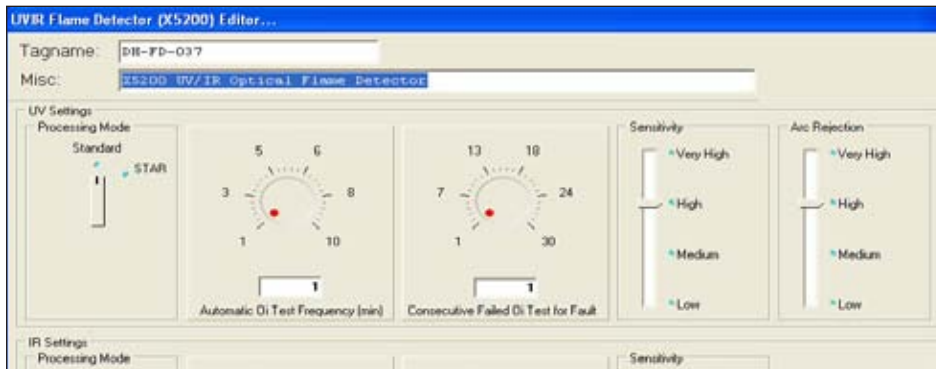 UVIR Flame Detector (X5200) Editor...
Tagname: DH-FD-037
Misc: X5200 UV/IR Optical Flame Detector
UV Settings
Processing Mode
Standard
STAR
5 6
3 8
1 10
1
Automatic Oi Test Frequency (min)
13 18
7 24
1 30
1
Consecutive Failed Oi Test for Fault
Sensitivity
Very High
High
Medium
Low
Arc Rejection
Very High
High
Medium
Low
IR Settings
Processing Mode
Sensitivity